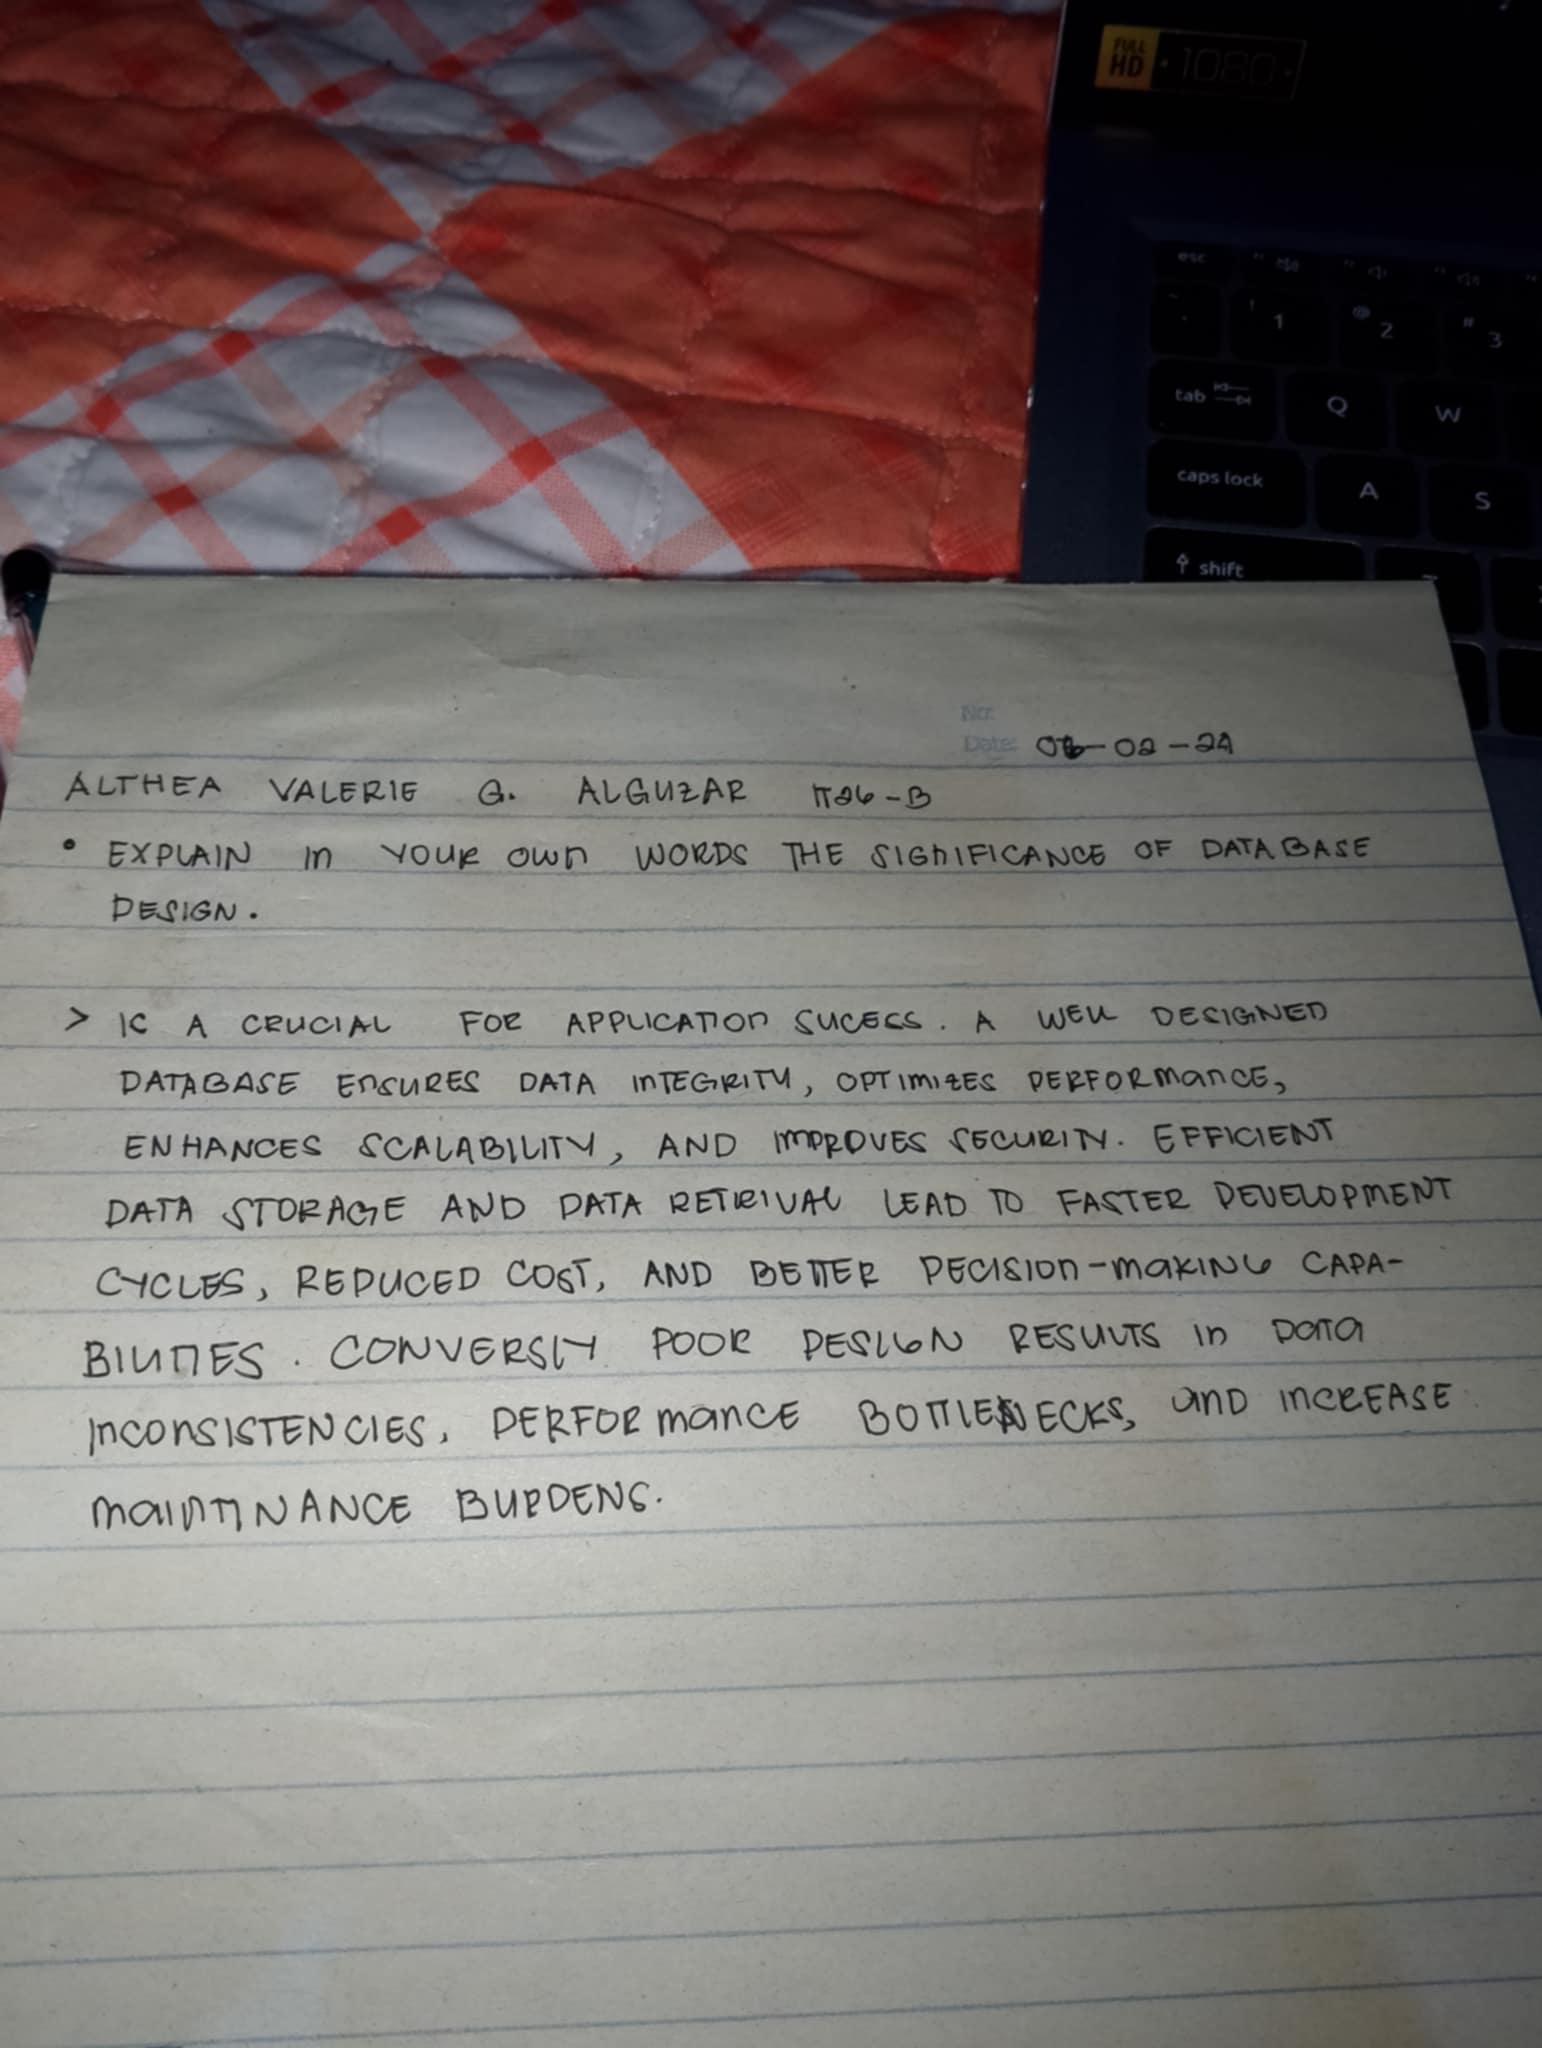 FULL HD 1080
esc
! 1 @ 2 # 3
tab Q W
caps lock A S
shift
No:
Date: 02-24
ALTHEA VALERIE G. ALGUZAR IT26-B
• EXPLAIN IN YOUR OWN WORDS THE SIGNIFICANCE OF DATABASE
DESIGN.
> IS A CRUCIAL FOR APPLICATION SUCESS. A WELL DESIGNED
DATABASE ENSURES DATA INTEGRITY, OPTIMIZES PERFORMANCE,
ENHANCES SCALABILITY, AND IMPROVES SECURITY. EFFICIENT
DATA STORAGE AND DATA RETRIVAL LEAD TO FASTER DEVELOPMENT
CYCLES, REDUCED COST, AND BETTER DECISION-MAKING CAPA-
BILITIES. CONVERSLY POOR DESIGN RESULTS IN DATA
INCONSISTENCIES, PERFORMANCE BOTTLENECKS, AND INCREASE
MAINTINANCE BURDENS.